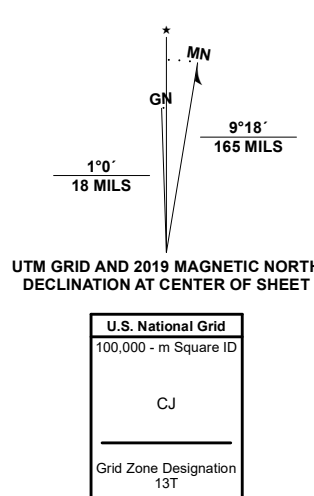 ★
MN
GN
9°18´
165 MILS
1°0´
18 MILS
UTM GRID AND 2019 MAGNETIC NORTH
DECLINATION AT CENTER OF SHEET
U.S. National Grid
100,000 - m Square ID
CJ
Grid Zone Designation
13T